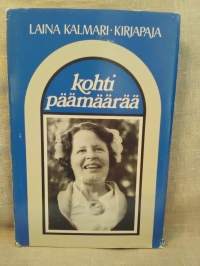 LAINA KALMARI · KIRJAPAJA
kohti
päämäärää